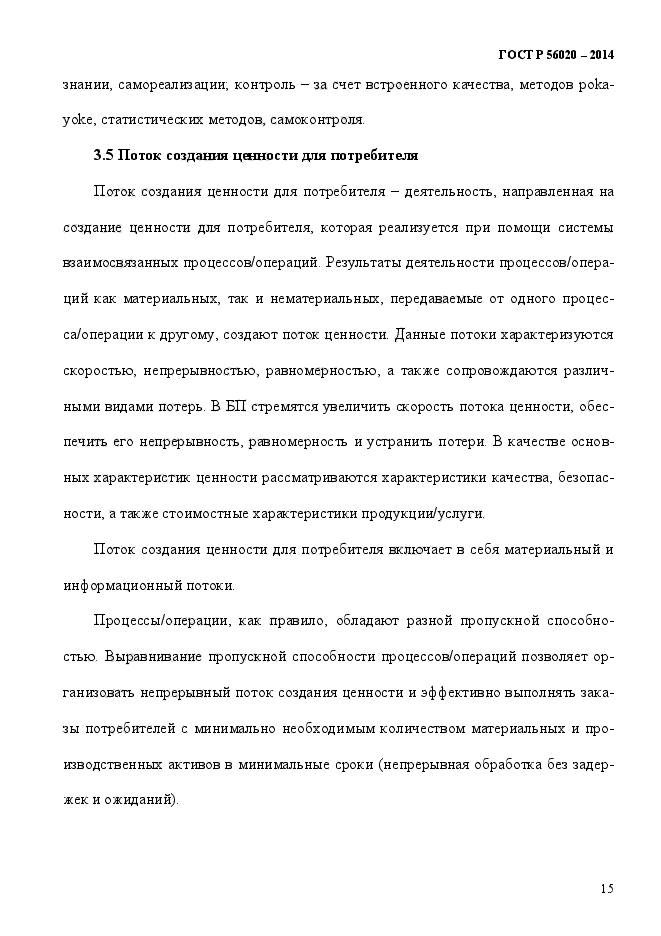 ГОСТ Р 56020 – 2014
знании, самореализации; контроль – за счет встроенного качества, методов poka-
yoke, статистических методов, самоконтроля.
3.5 Поток создания ценности для потребителя
Поток создания ценности для потребителя – деятельность, направленная на
создание ценности для потребителя, которая реализуется при помощи системы
взаимосвязанных процессов/операций. Результаты деятельности процессов/опера-
ций как материальных, так и нематериальных, передаваемые от одного процес-
са/операции к другому, создают поток ценности. Данные потоки характеризуются
скоростью, непрерывностью, равномерностью, а также сопровождаются различ-
ными видами потерь. В БП стремятся увеличить скорость потока ценности, обес-
печить его непрерывность, равномерность и устранить потери. В качестве основ-
ных характеристик ценности рассматриваются характеристики качества, безопас-
ности, а также стоимостные характеристики продукции/услуги.
Поток создания ценности для потребителя включает в себя материальный и
информационный потоки.
Процессы/операции, как правило, обладают разной пропускной способно-
стью. Выравнивание пропускной способности процессов/операций позволяет ор-
ганизовать непрерывный поток создания ценности и эффективно выполнять зака-
зы потребителей с минимально необходимым количеством материальных и про-
изводственных активов в минимальные сроки (непрерывная обработка без задер-
жек и ожиданий).
15